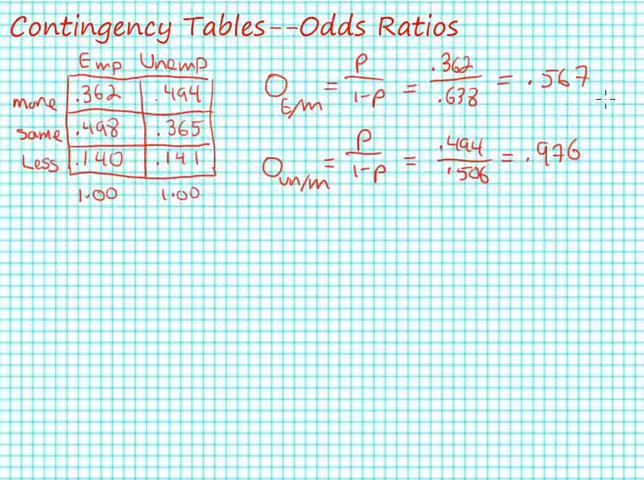 Contingency Tables--Odds Ratios
Emp Unemp
more .362 .494
same .498 .365
Less .140 .141
1.00 1.00
O E/m = P / 1-P = .362 / .638 = .567
O un/m = P / 1-P = .494 / .506 = .976